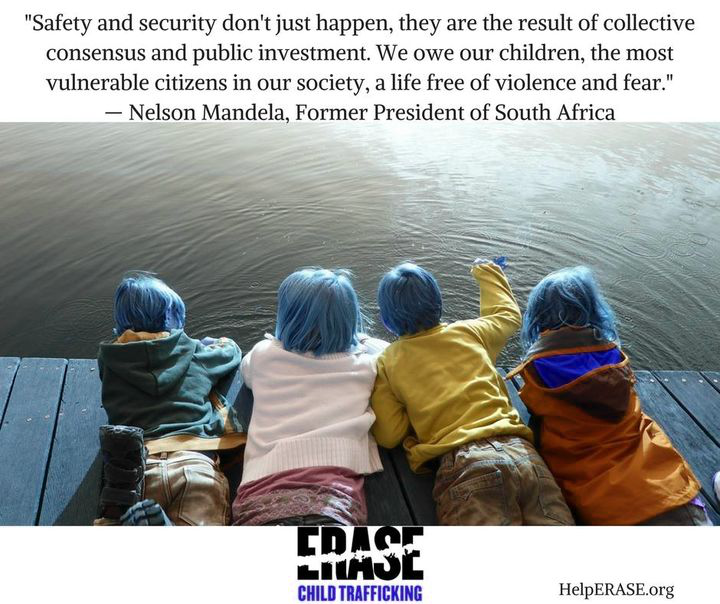 "Safety and security don't just happen, they are the result of collective
consensus and public investment. We owe our children, the most
vulnerable citizens in our society, a life free of violence and fear."
— Nelson Mandela, Former President of South Africa
ERASE
CHILD TRAFFICKING
HelpERASE.org